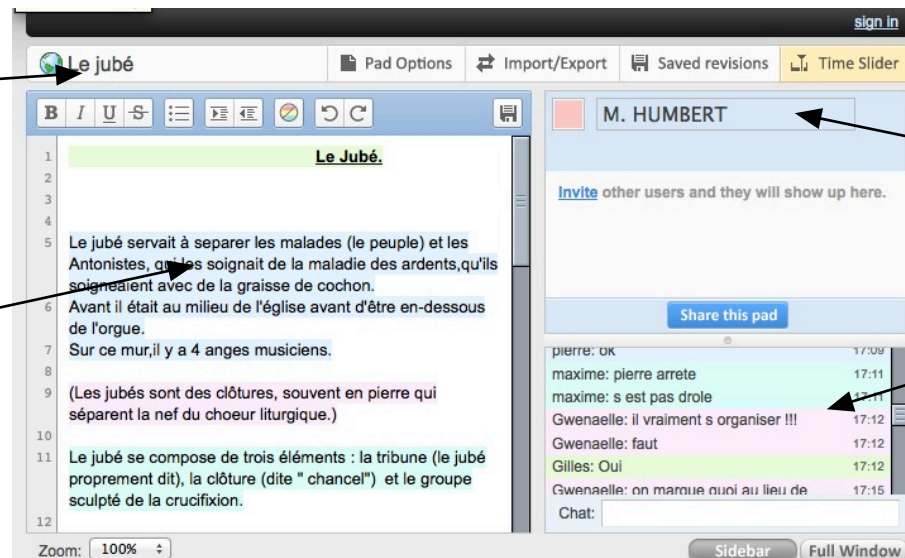 sign in
Le jubé
Pad Options
Import/Export
Saved revisions
Time Slider
B I U S
1 Le Jubé.
2
3
4
5 Le jubé servait à separer les malades (le peuple) et les
Antonistes, qui les soignait de la maladie des ardents,qu'ils
soigneaient avec de la graisse de cochon.
6 Avant il était au milieu de l'église avant d'être en-dessous
de l'orgue.
7 Sur ce mur,il y a 4 anges musiciens.
8
9 (Les jubés sont des clôtures, souvent en pierre qui
séparent la nef du choeur liturgique.)
10
11 Le jubé se compose de trois éléments : la tribune (le jubé
proprement dit), la clôture (dite " chancel") et le groupe
sculpté de la crucifixion.
12
Zoom: 100%
M. HUMBERT
Invite other users and they will show up here.
Share this pad
pierre: ok 17:09
maxime: pierre arrete 17:11
maxime: s est pas drole 17:11
Gwenaelle: il vraiment s organiser !!! 17:12
Gwenaelle: faut 17:12
Gilles: Oui 17:12
Gwenaelle: on marque quoi au lieu de 17:15
Chat:
Sidebar
Full Window